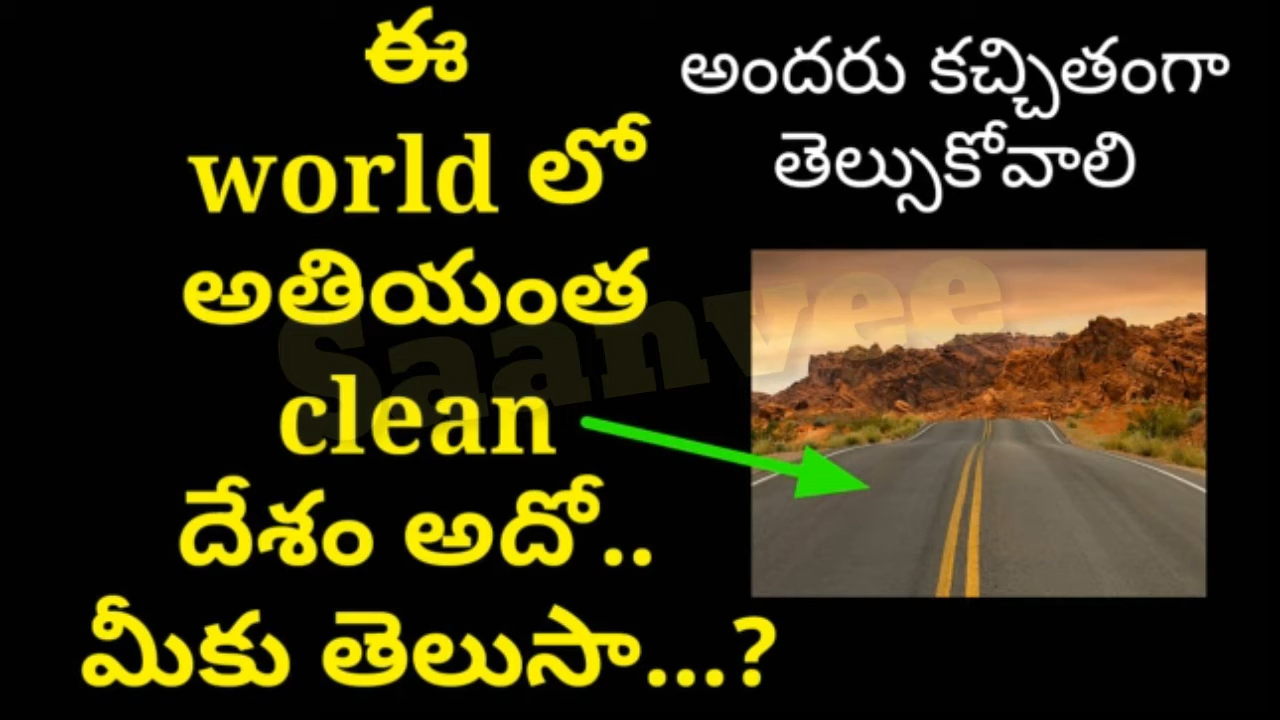 ఈ
world లో
అతియంత
clean
దేశం అదో..
మీకు తెలుసా...?
అందరు కచ్చితంగా
తెల్సుకోవాలి
Saanvee